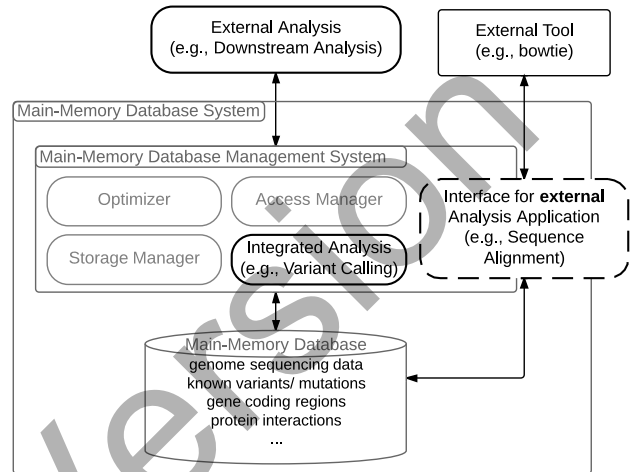 External Analysis
(e.g., Downstream Analysis)
External Tool
(e.g., bowtie)
Main-Memory Database System
Main-Memory Database Management System
Optimizer
Access Manager
Storage Manager
Integrated Analysis
(e.g., Variant Calling)
Interface for external
Analysis Application
(e.g., Sequence
Alignment)
Main-Memory Database
genome sequencing data
known variants/ mutations
gene coding regions
protein interactions
...
Version